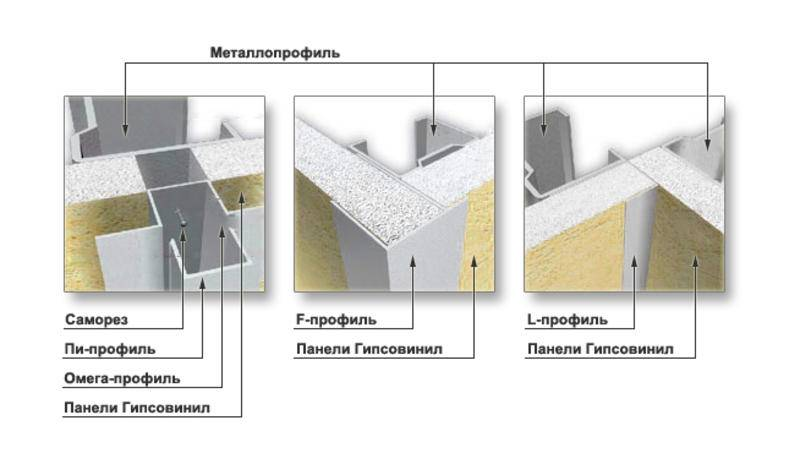 Металлопрофиль
Саморез
Пи-профиль
Омега-профиль
Панели Гипсовинил
F-профиль
Панели Гипсовинил
L-профиль
Панели Гипсовинил